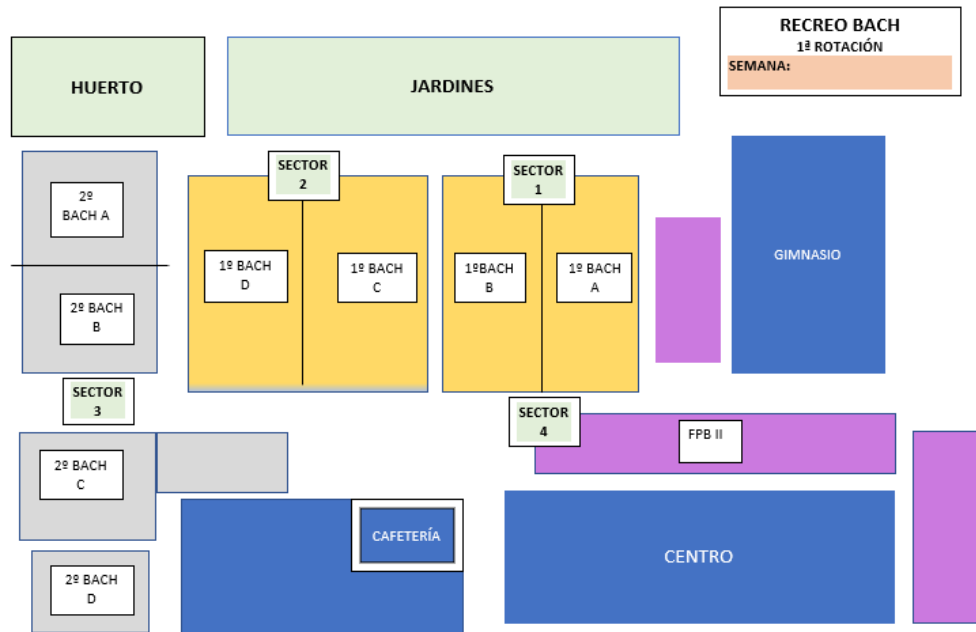 RECREO BACH
1ª ROTACIÓN
SEMANA:
HUERTO
JARDINES
SECTOR
2
SECTOR
1
2º
BACH A
1º BACH
D
1º BACH
C
1ºBACH
B
1º BACH
A
GIMNASIO
2º BACH
B
SECTOR
3
SECTOR
4
FPB II
2º BACH
C
CAFETERÍA
CENTRO
2º BACH
D